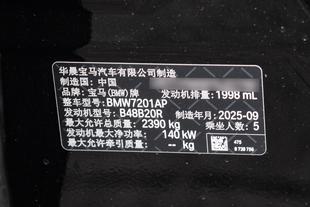 华晨宝马汽车有限公司制造
制造国：中国
品牌：宝马(BMW)牌 发动机排量：1998 mL
整车型号：BMW7201AP
发动机型号：B48B20R 制造年月：2025-09
最大允许总质量：2390 kg 乘坐人数：5
发动机最大净功率： 140 kW
最大允许牵引质量： -- kg
475